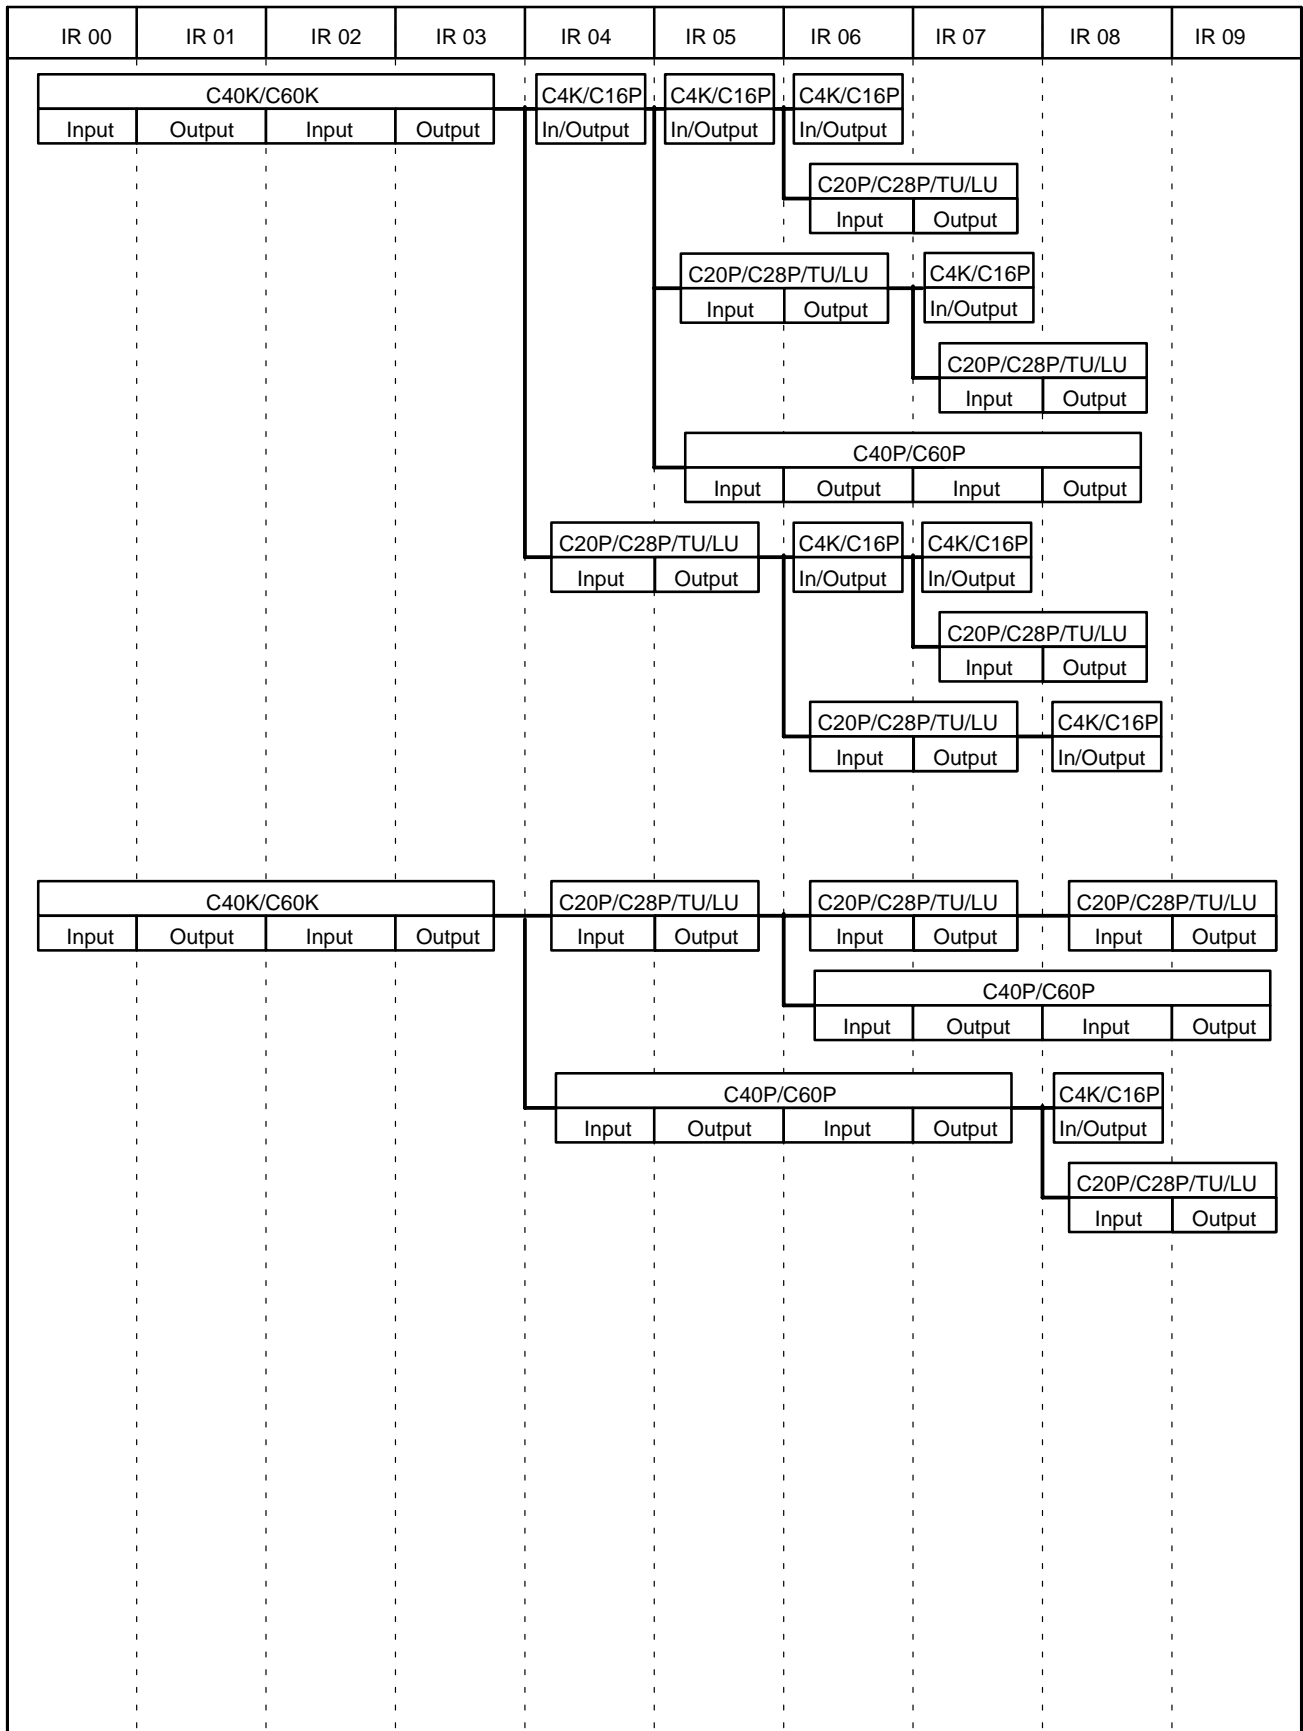 IR 00 IR 01 IR 02 IR 03 IR 04 IR 05 IR 06 IR 07 IR 08 IR 09
C40K/C60K C4K/C16P C4K/C16P C4K/C16P
Input Output Input Output In/Output In/Output In/Output
C20P/C28P/TU/LU
Input Output
C20P/C28P/TU/LU C4K/C16P
Input Output In/Output
C20P/C28P/TU/LU
Input Output
C40P/C60P
Input Output Input Output
C20P/C28P/TU/LU C4K/C16P C4K/C16P
Input Output In/Output In/Output
C20P/C28P/TU/LU
Input Output
C20P/C28P/TU/LU C4K/C16P
Input Output In/Output
C40K/C60K C20P/C28P/TU/LU C20P/C28P/TU/LU C20P/C28P/TU/LU
Input Output Input Output Input Output Input Output Input Output
C40P/C60P
Input Output Input Output
C40P/C60P C4K/C16P
Input Output Input Output In/Output
C20P/C28P/TU/LU
Input Output